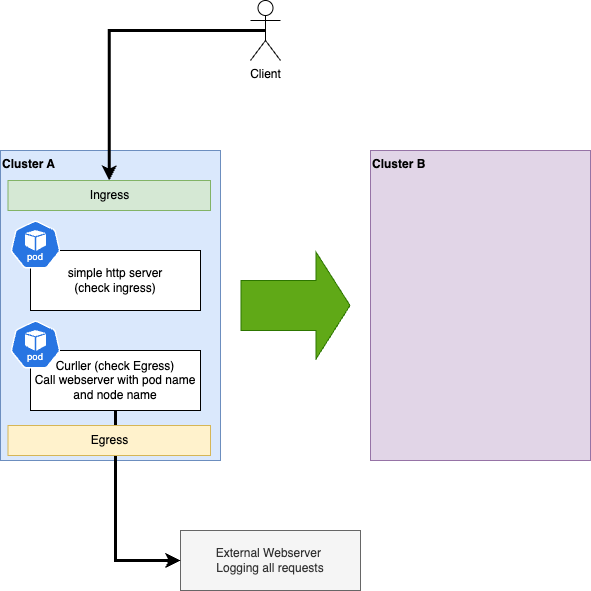 Client
Cluster A
Ingress
pod
simple http server
(check ingress)
pod
Curller (check Egress)
Call webserver with pod name
and node name
Egress
Cluster B
External Webserver
Logging all requests